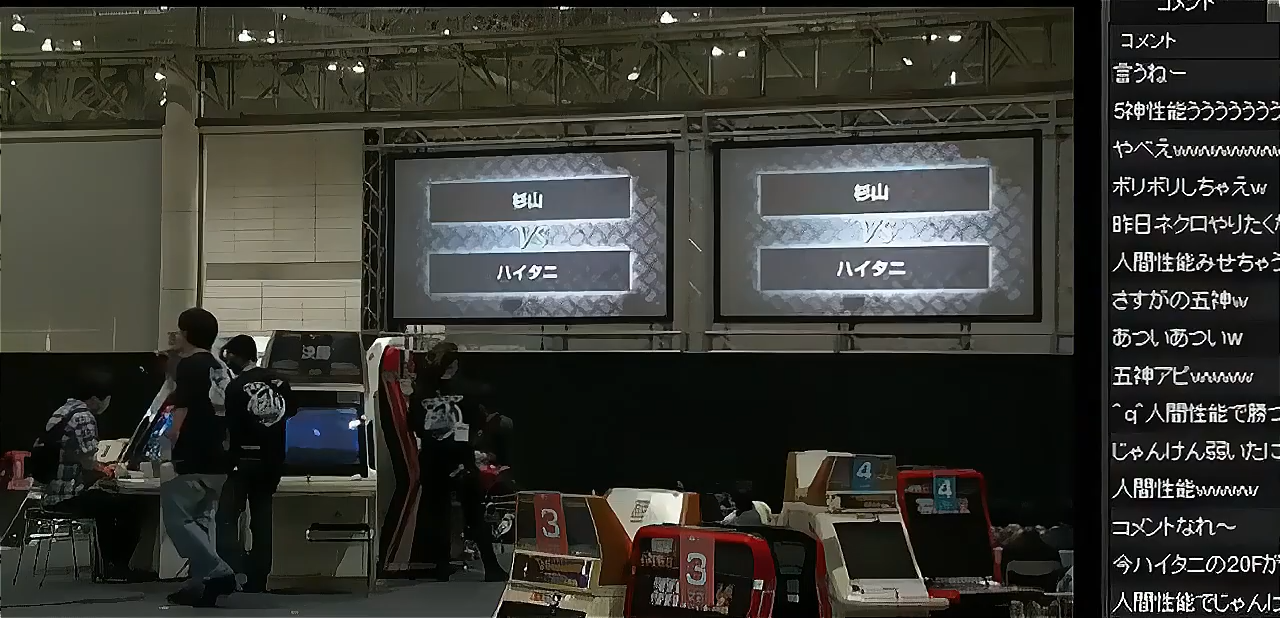 杉山
VS
ハイタニ
杉山
VS
ハイタニ
3
3
4
4
コメント
コメント
言うねー
5神性能ううううううう
やべえwwwwwwww
ボリボリしちゃえw
昨日ネクロやりたく
人間性能みせちゃう
さすがの五神w
あついあついw
五神アピwwwww
^q^人間性能で勝つ
じゃんけん弱いたに
人間性能wwwww
コメントなれ～
今ハイタニの20Fが
人間性能でじゃんけ